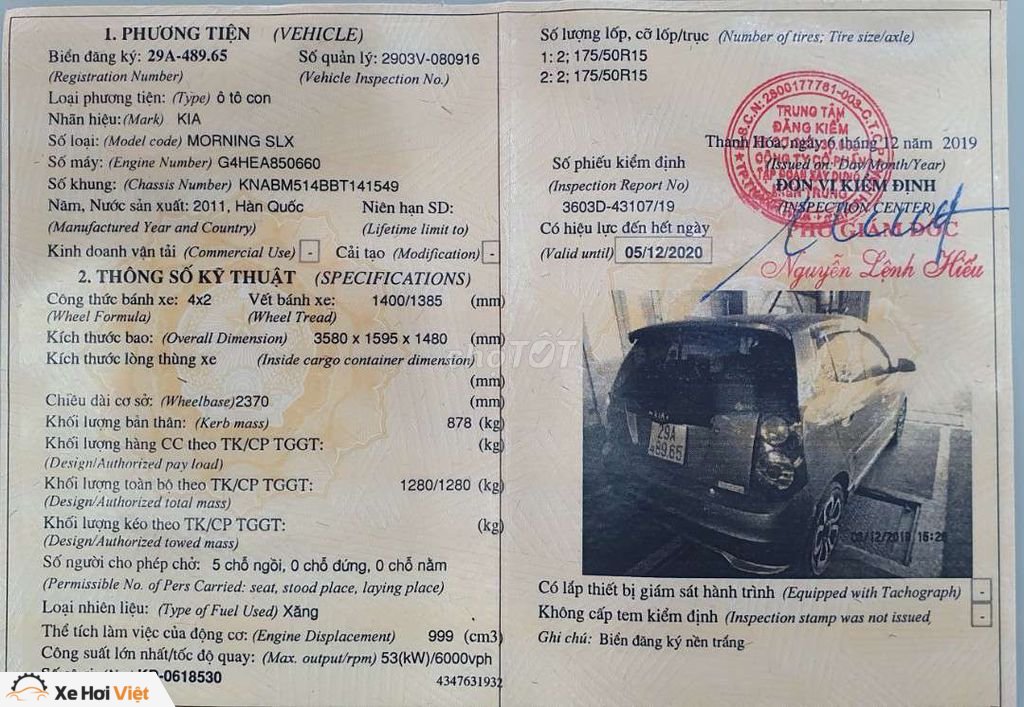 1. PHƯƠNG TIỆN (VEHICLE)
Biển đăng ký: 29A-489.65 Số quản lý: 2903V-080916
(Registration Number) (Vehicle Inspection No.)
Loại phương tiện: (Type) ô tô con
Nhãn hiệu: (Mark) KIA
Số loại: (Model code) MORNING SLX
Số máy: (Engine Number) G4HEA850660
Số khung: (Chassis Number) KNABM514BBT141549
Năm, Nước sản xuất: 2011, Hàn Quốc Niên hạn SD:
(Manufactured Year and Country) (Lifetime limit to)
Kinh doanh vận tải (Commercial Use) - Cải tạo (Modification) -
2. THÔNG SỐ KỸ THUẬT (SPECIFICATIONS)
Công thức bánh xe: 4x2 Vết bánh xe: 1400/1385 (mm)
(Wheel Formula) (Wheel Tread)
Kích thước bao: (Overall Dimension) 3580 x 1595 x 1480 (mm)
Kích thước lòng thùng xe (Inside cargo container dimension)
(mm)
Chiều dài cơ sở: (Wheelbase)2370 (mm)
Khối lượng bản thân: (Kerb mass) 878 (kg)
Khối lượng hàng CC theo TK/CP TGGT: (kg)
(Design/Authorized pay load)
Khối lượng toàn bộ theo TK/CP TGGT: 1280/1280 (kg)
(Design/Authorized total mass)
Khối lượng kéo theo TK/CP TGGT: (kg)
(Design/Authorized towed mass)
Số người cho phép chở: 5 chỗ ngồi, 0 chỗ đứng, 0 chỗ nằm
(Permissible No. of Pers Carried: seat, stood place, laying place)
Loại nhiên liệu: (Type of Fuel Used) Xăng
Thể tích làm việc của động cơ: (Engine Displacement) 999 (cm3)
Công suất lớn nhất/tốc độ quay: (Max. output/rpm) 53(kW)/6000vph
KD-0618530
4347631932
Xe Hơi Việt
Số lượng lốp, cỡ lốp/trục (Number of tires; Tire size/axle)
1: 2; 175/50R15
2: 2; 175/50R15
TRUNG TÂM
ĐĂNG KIỂM
CÔNG TY CỔ PHẦN
TẬP ĐOÀN XÂY DỰNG
Thanh Hóa, ngày 6 tháng 12 năm 2019
(Issued on: Day/Month/Year)
Số phiếu kiểm định ĐƠN VỊ KIỂM ĐỊNH
(Inspection Report No) (INSPECTION CENTER)
3603D-43107/19
PHÓ GIÁM ĐỐC
Có hiệu lực đến hết ngày
(Valid until) 05/12/2020
Nguyễn Lệnh Hiếu
TỐT
KIA
29A
489.65
Có lắp thiết bị giám sát hành trình (Equipped with Tachograph) -
Không cấp tem kiểm định (Inspection stamp was not issued) -
Ghi chú: Biển đăng ký nền trắng